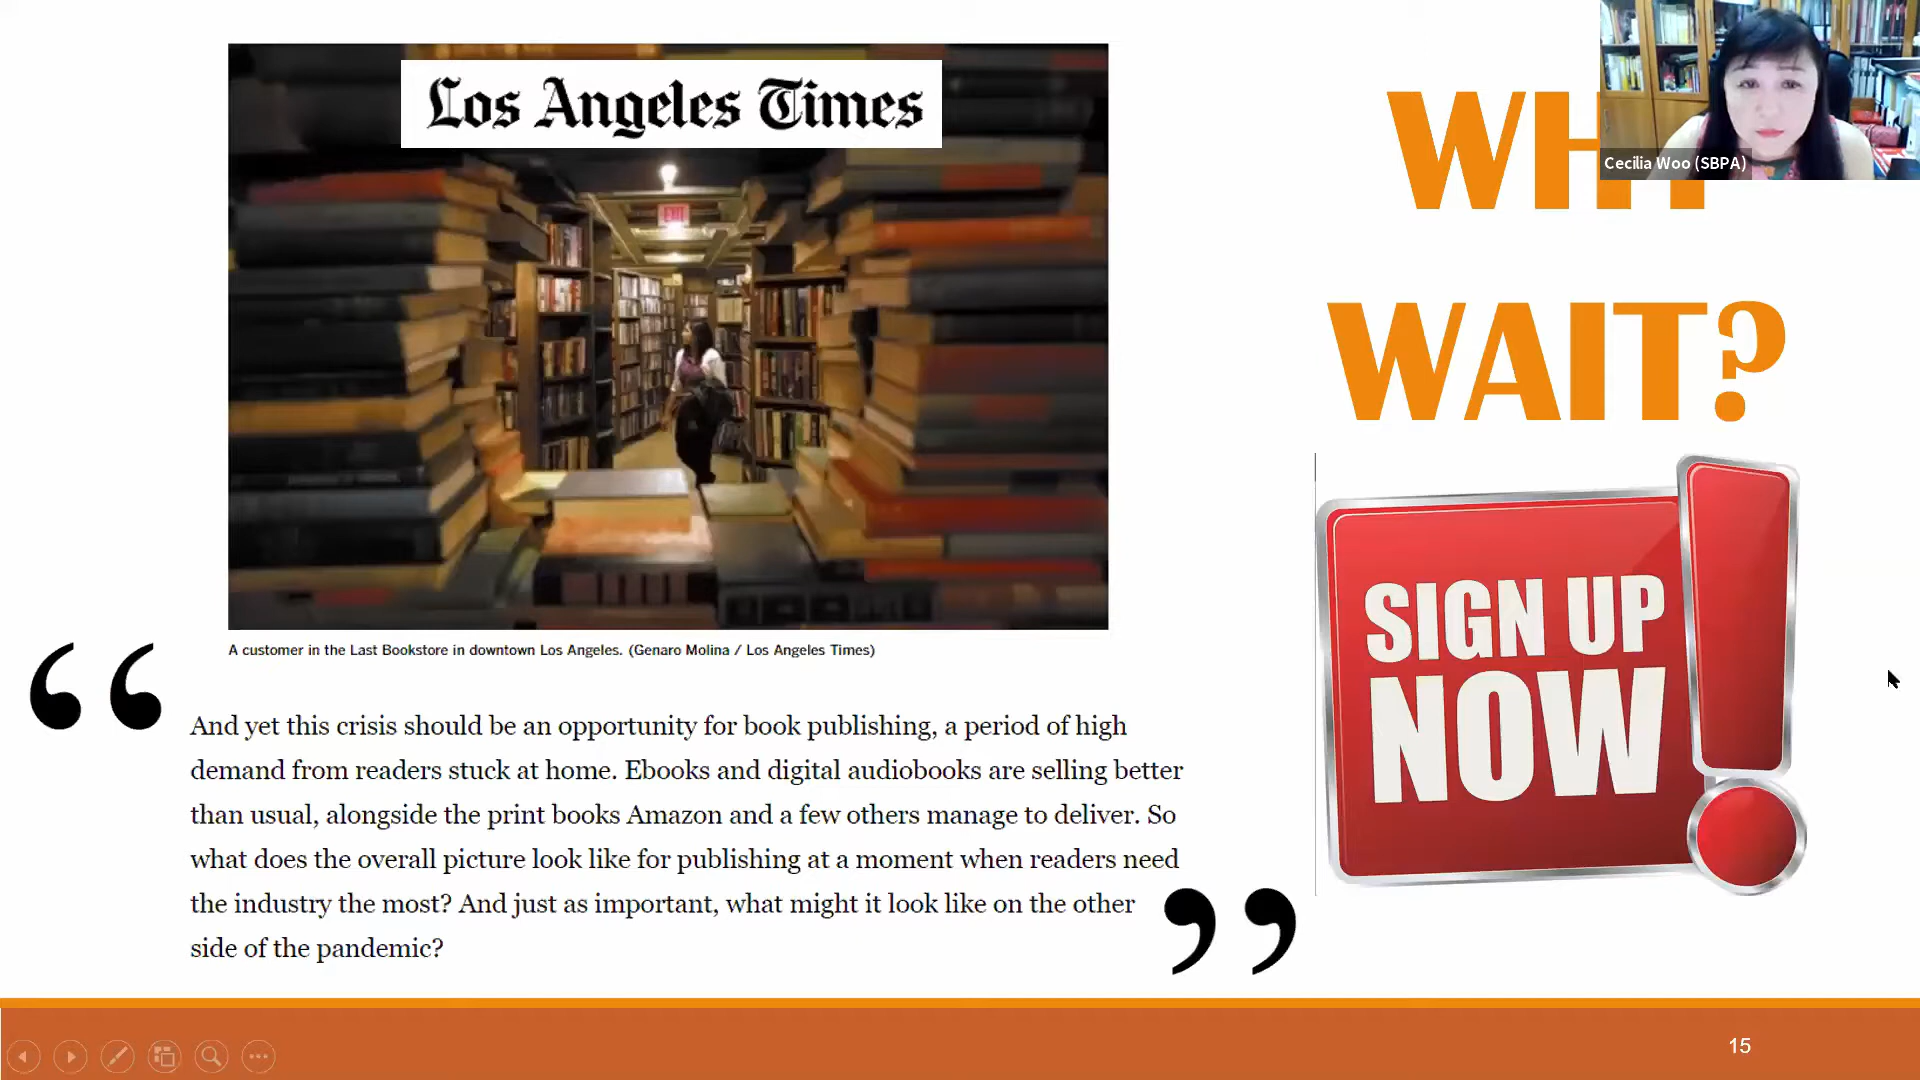 Los Angeles Times
EXIT
A customer in the Last Bookstore in downtown Los Angeles. (Genaro Molina / Los Angeles Times)
“
And yet this crisis should be an opportunity for book publishing, a period of high
demand from readers stuck at home. Ebooks and digital audiobooks are selling better
than usual, alongside the print books Amazon and a few others manage to deliver. So
what does the overall picture look like for publishing at a moment when readers need
the industry the most? And just as important, what might it look like on the other
side of the pandemic?
”
WAIT?
SIGN UP
NOW!
Cecilia Woo (SBPA)
15